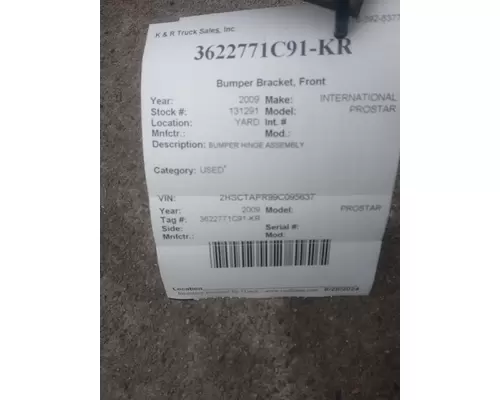 K & R Truck Sales, Inc
3622771C91-KR
Bumper Bracket, Front
Year: 2009 Make: INTERNATIONAL
Stock #: 131291 Model: PROSTAR
Location: YARD Int. #
Mnfctr.: Mod.:
Description: BUMPER HINGE ASSEMBLY
Category: USED*
VIN: 2HSCTAPR99C095637
Year: 2009 Model: PROSTAR
Tag #: 3622771C91-KR
Side: Serial #:
Mnfctr.: Mod:
Location